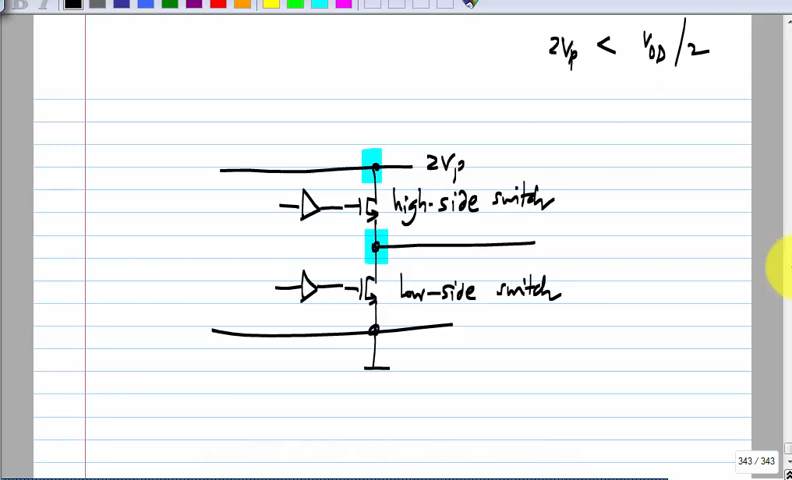 2Vp < VDD/2
2Vp
high-side switch
low-side switch
343 / 343